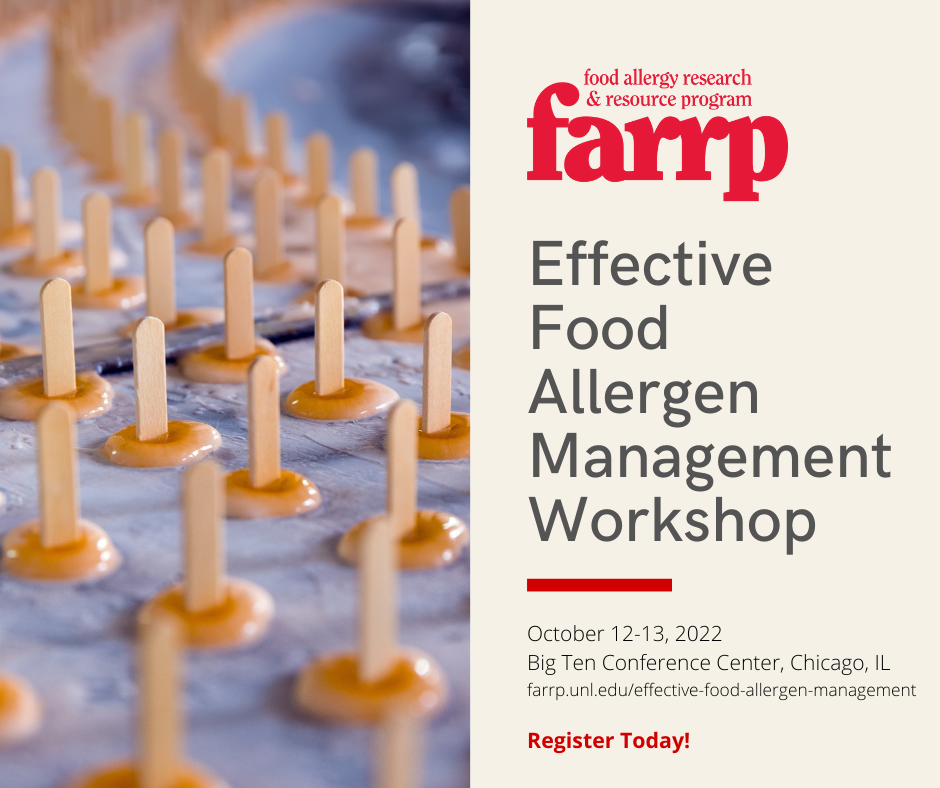 food allergy research
& resource program
farrp
Effective
Food
Allergen
Management
Workshop
October 12-13, 2022
Big Ten Conference Center, Chicago, IL
farrp.unl.edu/effective-food-allergen-management
Register Today!